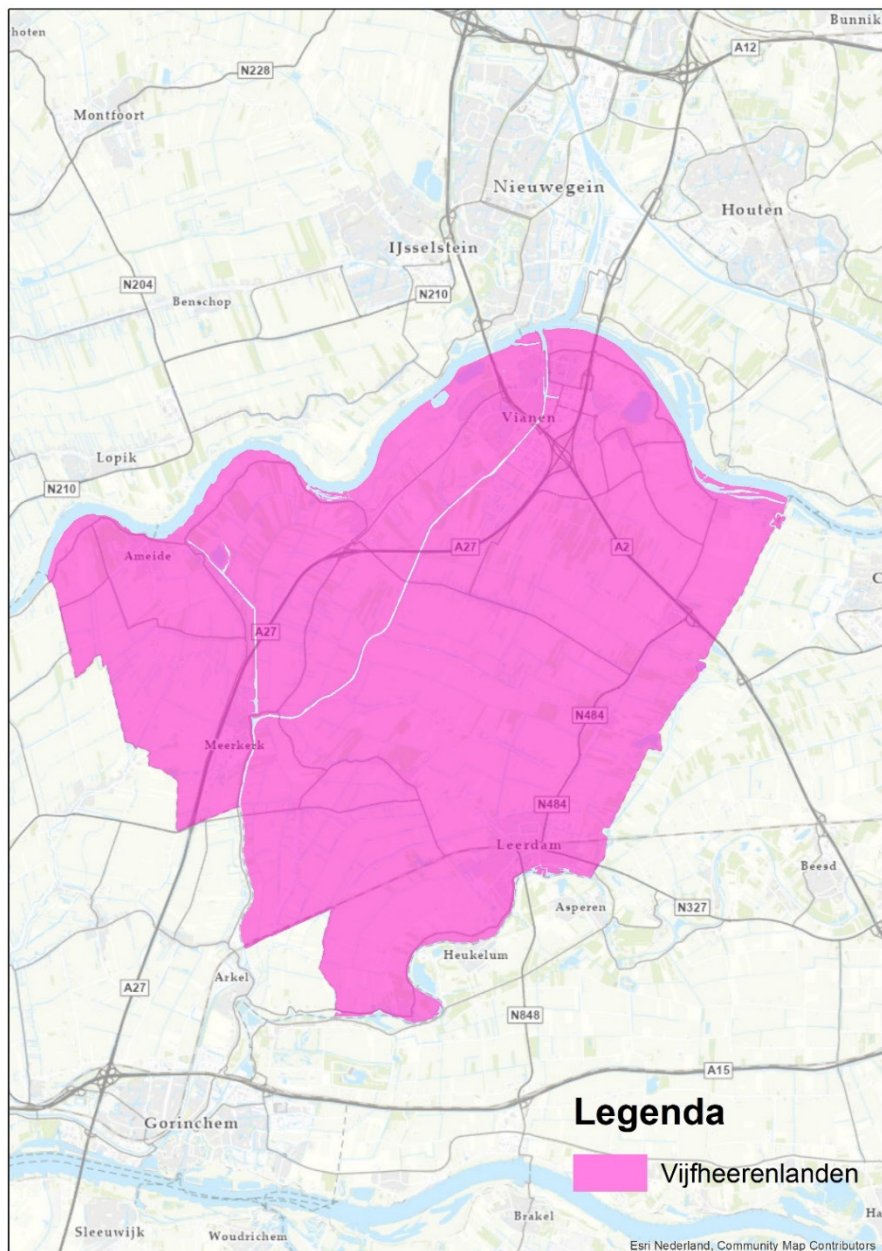 hoten
Bunnik
A12
N228
Montfoort
Nieuwegein
Houten
IJsselstein
N204
N210
Benschop
Vianen
Lopik
N210
Ameide
A27
A2
C
A27
N484
Meerkerk
N484
Leerdam
Beesd
Asperen
N327
Heukelum
Arkel
A27
N848
A15
Legenda
Gorinchem
Vijfheerenlanden
Brakel
Ha
Sleeuwijk
Woudrichem
Esri Nederland, Community Map Contributors